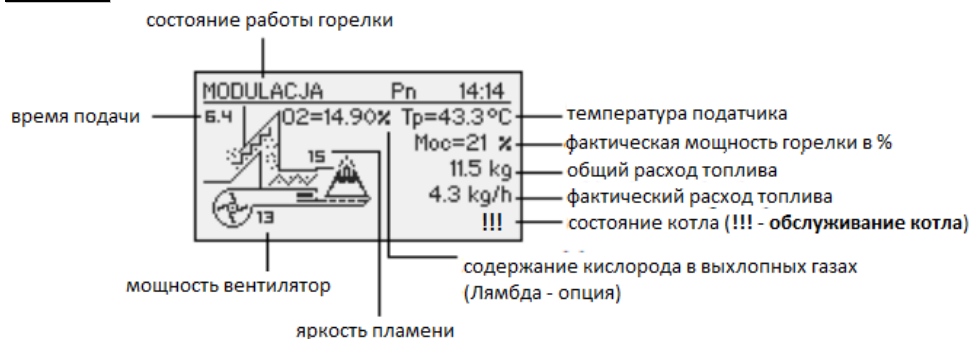 состояние работы горелки
MODULACJA Pn 14:14
время подачи
6.4
O2=14.90% Tp=43.3°C
температура податчика
Moc=21 %
фактическая мощность горелки в %
15
11.5 kg
общий расход топлива
4.3 kg/h
фактический расход топлива
13
!!!
состояние котла (!!! - обслуживание котла)
содержание кислорода в выхлопных газах
(Лямбда - опция)
мощность вентилятор
яркость пламени